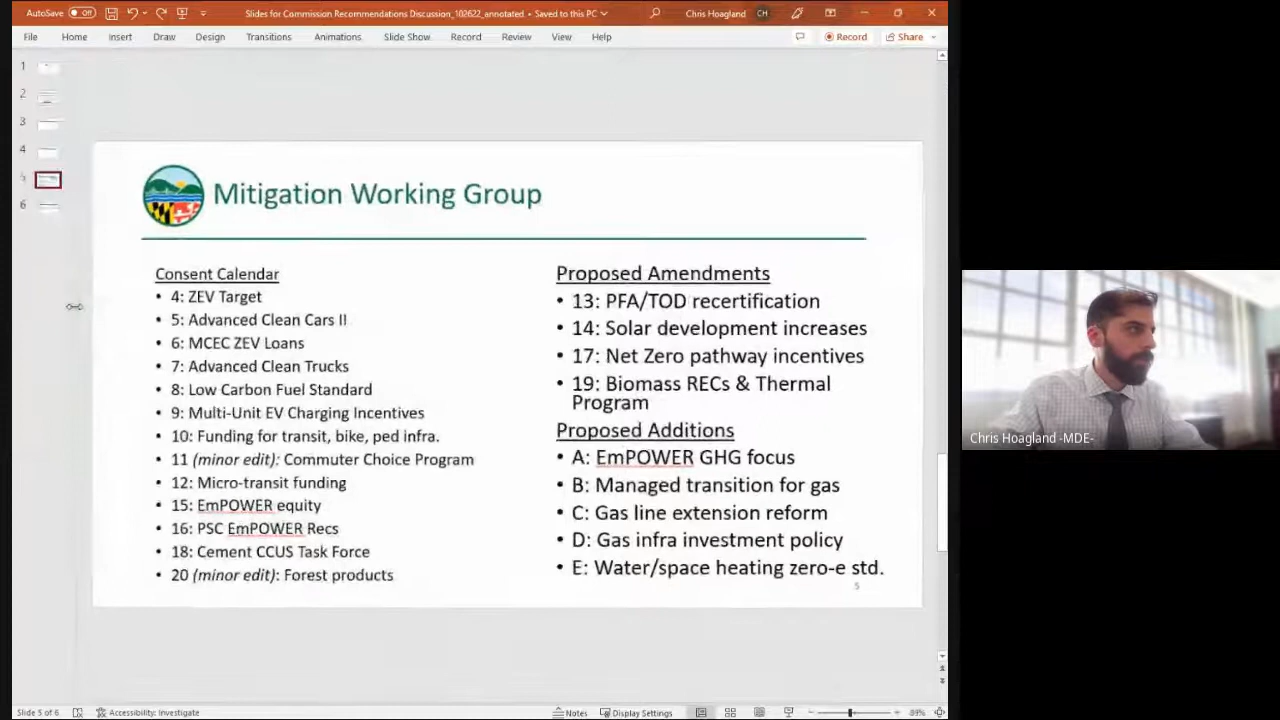 AutoSave Off Slides for Commission Recommendations Discussion_102622_annotated. • Saved to this PC Chris Hoagland CH
File Home Insert Draw Design Transitions Animations Slide Show Record Review View Help Record Share
1
2
3
4
5
6
Mitigation Working Group
Consent Calendar
• 4: ZEV Target
• 5: Advanced Clean Cars II
• 6: MCEC ZEV Loans
• 7: Advanced Clean Trucks
• 8: Low Carbon Fuel Standard
• 9: Multi-Unit EV Charging Incentives
• 10: Funding for transit, bike, ped infra.
• 11 (minor edit): Commuter Choice Program
• 12: Micro-transit funding
• 15: EmPOWER equity
• 16: PSC EmPOWER Recs
• 18: Cement CCUS Task Force
• 20 (minor edit): Forest products
Proposed Amendments
• 13: PFA/TOD recertification
• 14: Solar development increases
• 17: Net Zero pathway incentives
• 19: Biomass RECs & Thermal
Program
Proposed Additions
• A: EmPOWER GHG focus
• B: Managed transition for gas
• C: Gas line extension reform
• D: Gas infra investment policy
• E: Water/space heating zero-e std.
5
Chris Hoagland -MDE-
Slide 5 of 6 Accessibility: Investigate Notes Display Settings 89%